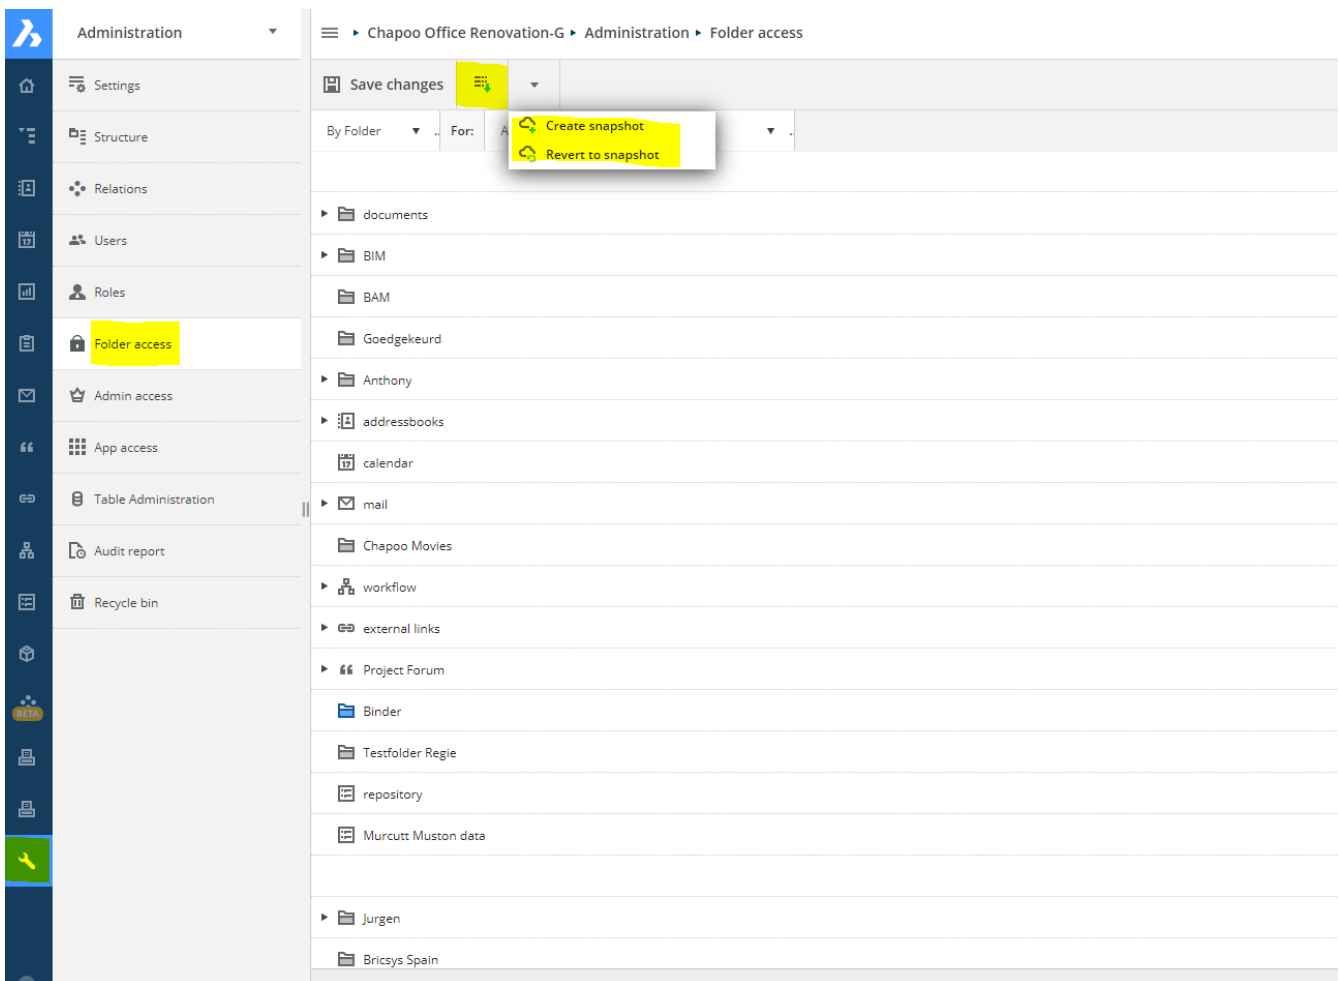 Administration
Chapoo Office Renovation-G ▸ Administration ▸ Folder access
Settings
Structure
Relations
Users
Roles
Folder access
Admin access
App access
Table Administration
Audit report
Recycle bin
BETA
Save changes
Create snapshot
Revert to snapshot
By Folder
.. For: A
..
documents
BIM
BAM
Goedgekeurd
Anthony
addressbooks
17 calendar
mail
Chapoo Movies
workflow
external links
Project Forum
Binder
Testfolder Regie
repository
Murcutt Muston data
Jurgen
Bricsys Spain